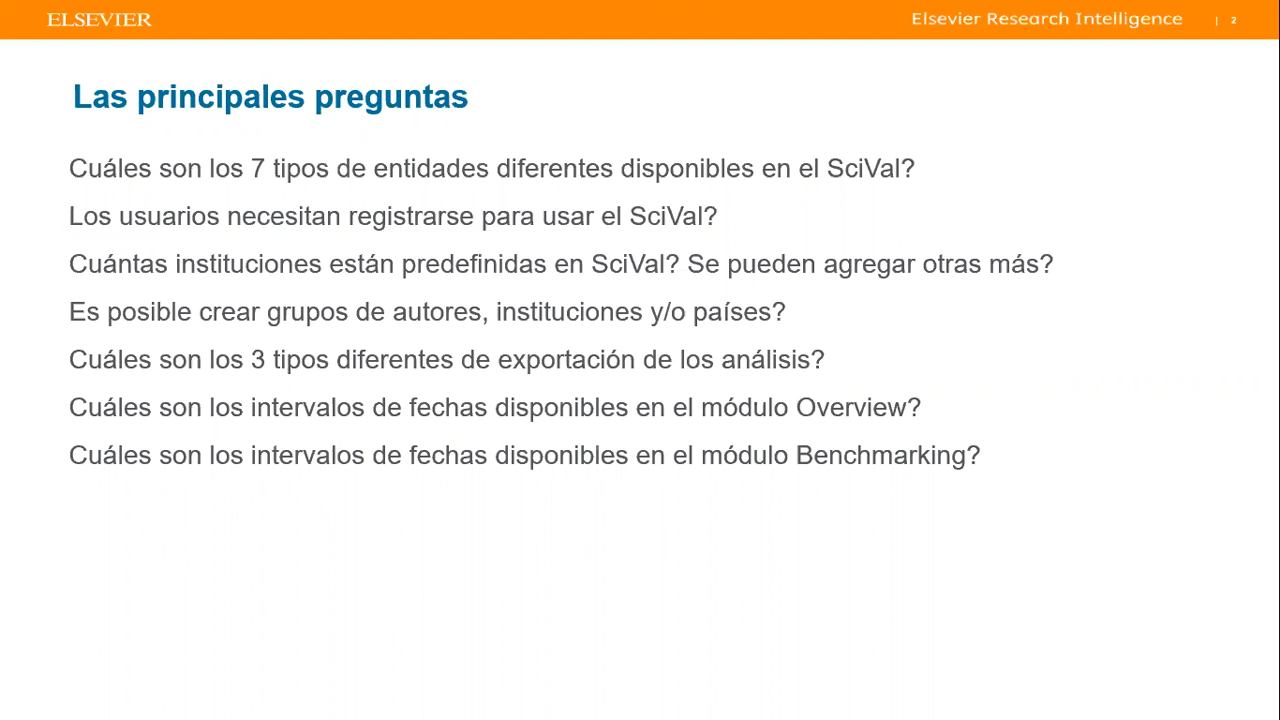 ELSEVIER
Elsevier Research Intelligence | 2
Las principales preguntas
Cuáles son los 7 tipos de entidades diferentes disponibles en el SciVal?
Los usuarios necesitan registrarse para usar el SciVal?
Cuántas instituciones están predefinidas en SciVal? Se pueden agregar otras más?
Es posible crear grupos de autores, instituciones y/o países?
Cuáles son los 3 tipos diferentes de exportación de los análisis?
Cuáles son los intervalos de fechas disponibles en el módulo Overview?
Cuáles son los intervalos de fechas disponibles en el módulo Benchmarking?